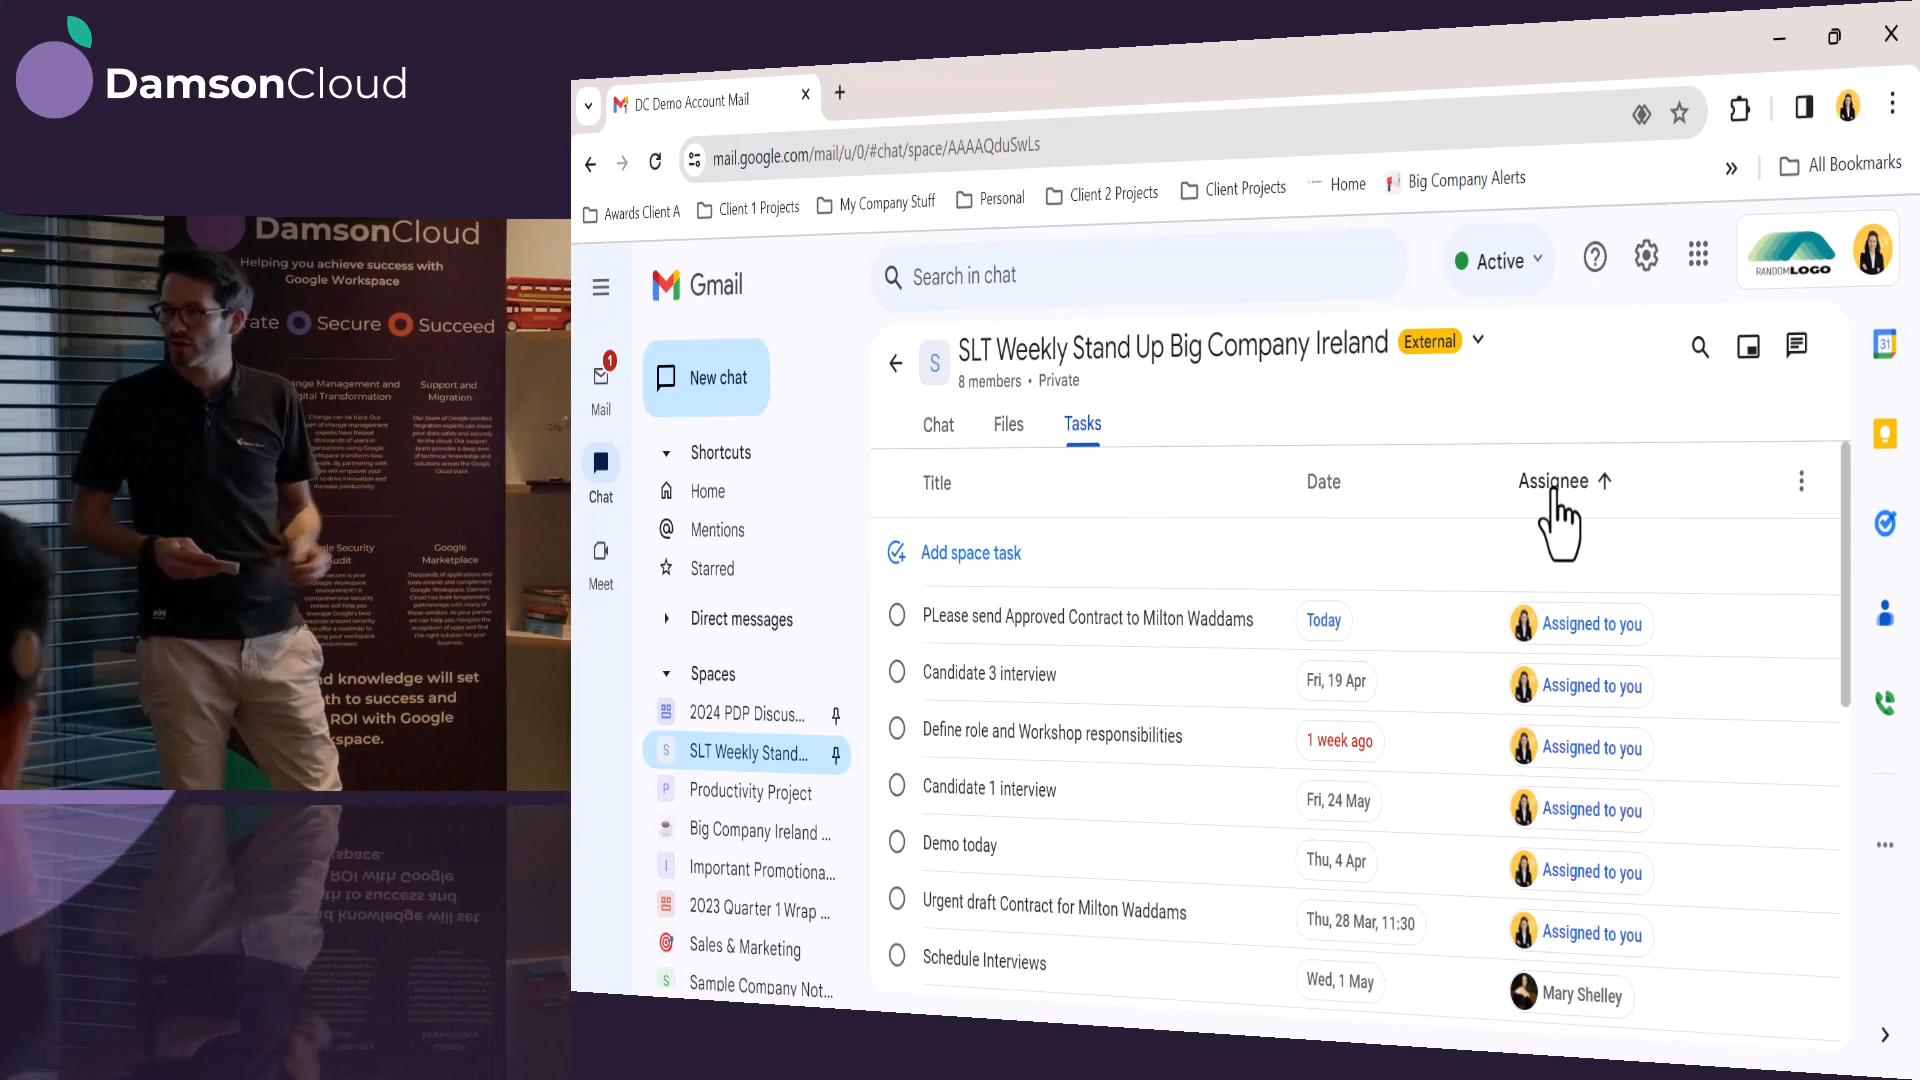 DamsonCloud
DamsonCloud
Helping you achieve success with
Google Workspace
Secure
Succeed
Support and
Migration
Change can be hard. Our
Google Security
Google
Marketplace
knowledge will set
to success and
ROI with Google
DC Demo Account Mail
mail.google.com/mail/u/0/#chat/space/AAAAQduSwLs
Awards Client A
Client 1 Projects
My Company Stuff
Personal
Client 2 Projects
Client Projects
Home
Big Company Alerts
All Bookmarks
Gmail
Search in chat
Active
RANDOMLOGO
1
Mail
Chat
Meet
New chat
Shortcuts
Home
Mentions
Starred
Direct messages
Spaces
2024 PDP Discus...
S SLT Weekly Stand...
P Productivity Project
Big Company Ireland ...
I Important Promotiona...
2023 Quarter 1 Wrap ...
Sales & Marketing
S Sample Company Not...
S SLT Weekly Stand Up Big Company Ireland External
8 members • Private
Chat Files Tasks
Title Date Assignee
Add space task
PLease send Approved Contract to Milton Waddams Today Assigned to you
Candidate 3 interview Fri, 19 Apr Assigned to you
Define role and Workshop responsibilities 1 week ago Assigned to you
Candidate 1 interview Fri, 24 May Assigned to you
Demo today Thu, 4 Apr Assigned to you
Urgent draft Contract for Milton Waddams Thu, 28 Mar, 11:30 Assigned to you
Schedule Interviews Wed, 1 May Mary Shelley